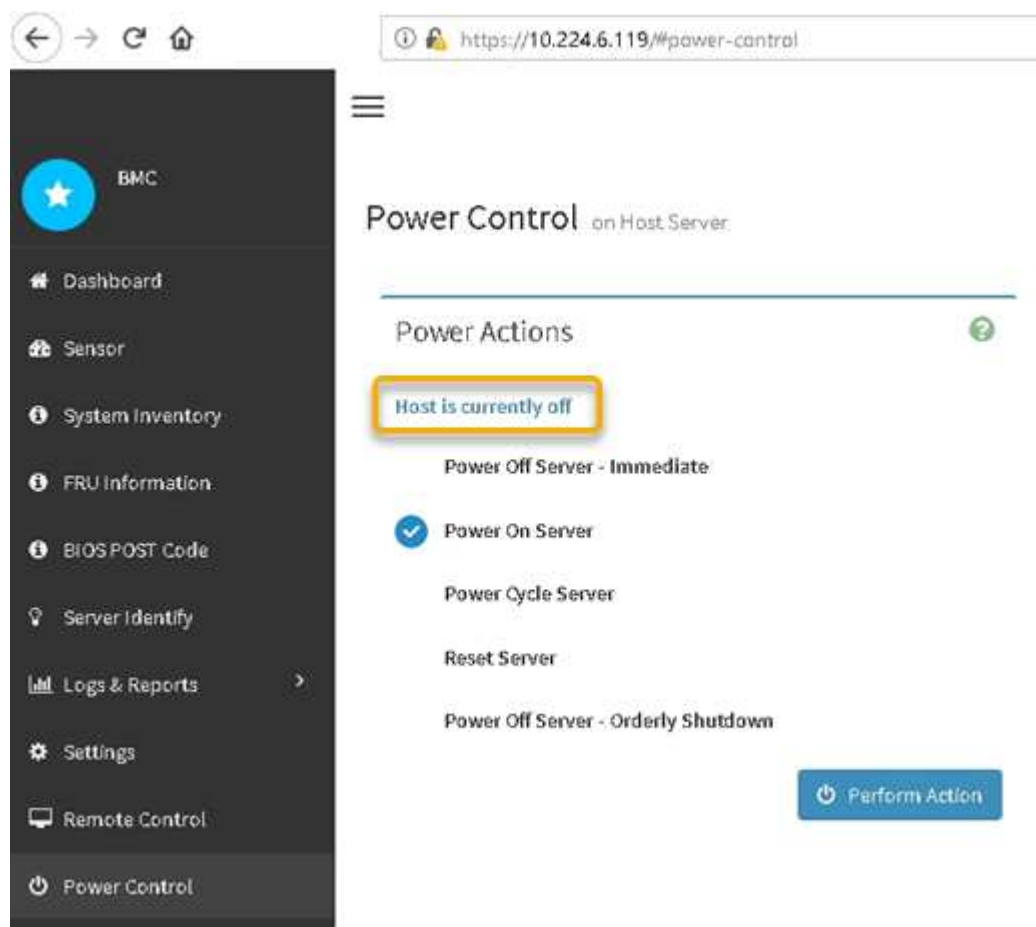 https://10.224.6.119/#power-control
BMC
Power Control on Host Server
Dashboard
Power Actions
Sensor
Host is currently off
System Inventory
Power Off Server - Immediate
FRU Information
Power On Server
BIOS POST Code
Power Cycle Server
Server Identify
Reset Server
Logs & Reports
Power Off Server - Orderly Shutdown
Settings
Perform Action
Remote Control
Power Control